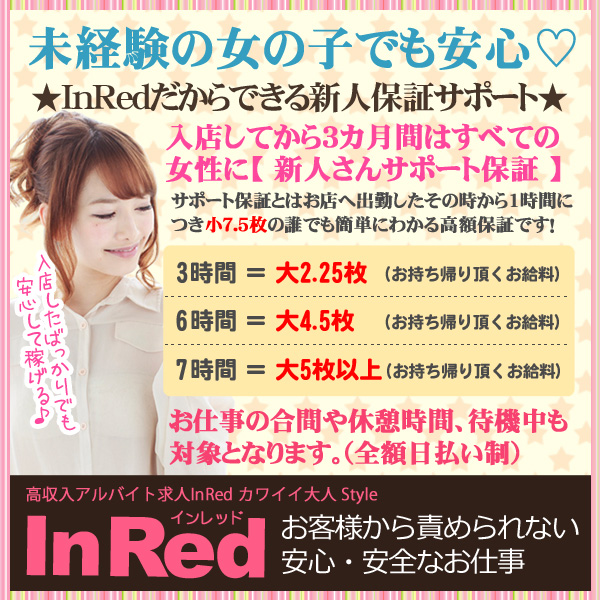 未経験の女の子でも安心♡
★InRedだからできる新人保証サポート★
入店してから3カ月間はすべての
女性に【 新人さんサポート保証 】
サポート保証とはお店へ出勤したその時から1時間に
つき小7.5枚の誰でも簡単にわかる高額保証です!
3時間 = 大2.25枚 (お持ち帰り頂くお給料)
6時間 = 大4.5枚 (お持ち帰り頂くお給料)
7時間 = 大5枚以上 (お持ち帰り頂くお給料)
入店したばっかりでも
安心して稼げる♪
お仕事の合間や休憩時間、待機中も
対象となります。(全額日払い制)
高収入アルバイト求人InRed カワイイ大人 Style
インレッド
InRed
お客様から責められない
安心・安全なお仕事